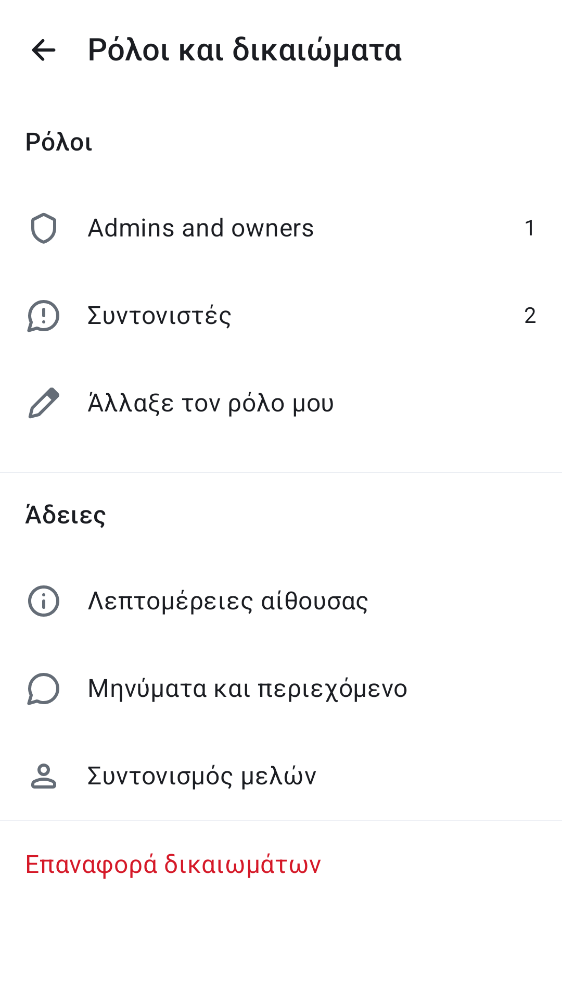 Ρόλοι και δικαιώματα
Ρόλοι
Admins and owners 1
Συντονιστές 2
Άλλαξε τον ρόλο μου
Άδειες
Λεπτομέρειες αίθουσας
Μηνύματα και περιεχόμενο
Συντονισμός μελών
Επαναφορά δικαιωμάτων